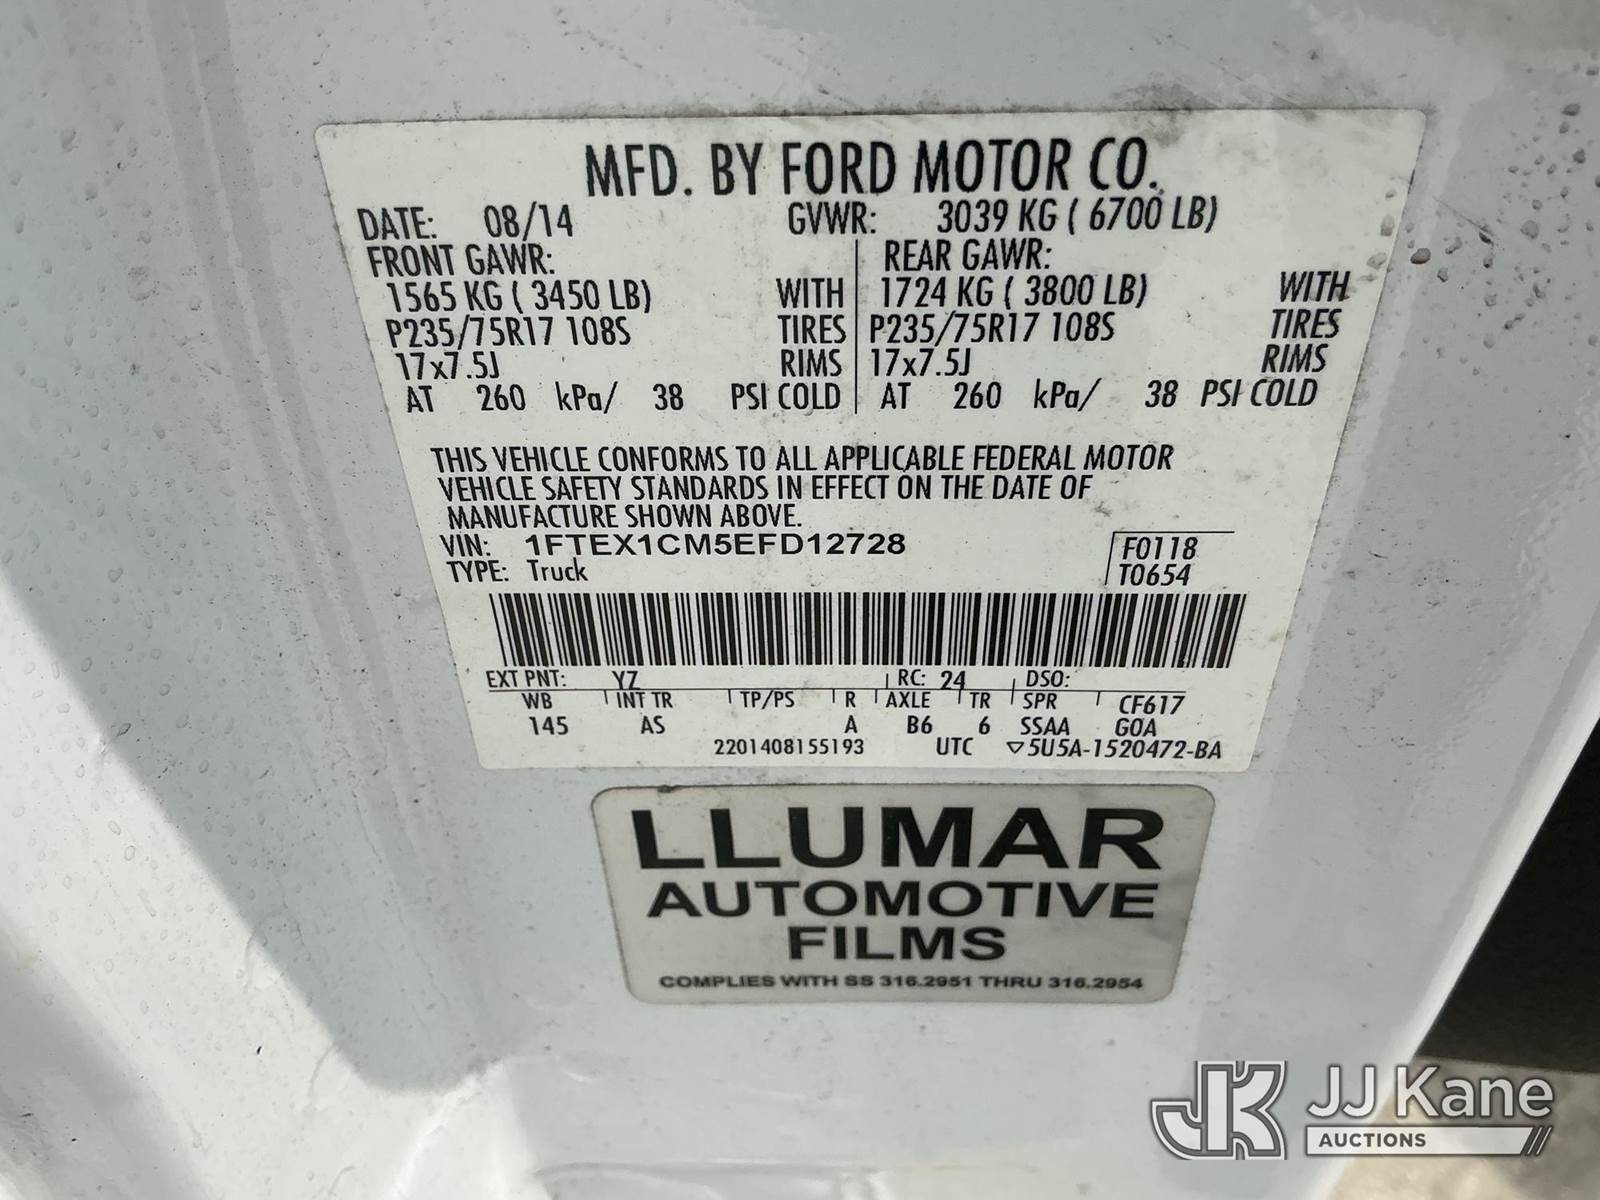 MFD. BY FORD MOTOR CO.
DATE: 08/14 GVWR: 3039 KG ( 6700 LB)
FRONT GAWR: REAR GAWR:
1565 KG ( 3450 LB) WITH 1724 KG ( 3800 LB) WITH
P235/75R17 108S TIRES P235/75R17 108S TIRES
17x7.5J RIMS 17x7.5J RIMS
AT 260 kPa/ 38 PSI COLD AT 260 kPa/ 38 PSI COLD
THIS VEHICLE CONFORMS TO ALL APPLICABLE FEDERAL MOTOR
VEHICLE SAFETY STANDARDS IN EFFECT ON THE DATE OF
MANUFACTURE SHOWN ABOVE.
VIN: 1FTEX1CM5EFD12728 F0118
TYPE: Truck T0654
EXT PNT: YZ RC: 24 DSO:
WB INT TR TP/PS R AXLE TR SPR CF617
145 AS A B6 6 SSAA GOA
2201408155193 UTC ▽5U5A-1520472-BA
LLUMAR
AUTOMOTIVE
FILMS
COMPLIES WITH SS 316.2951 THRU 316.2954
JK JJ Kane
AUCTIONS